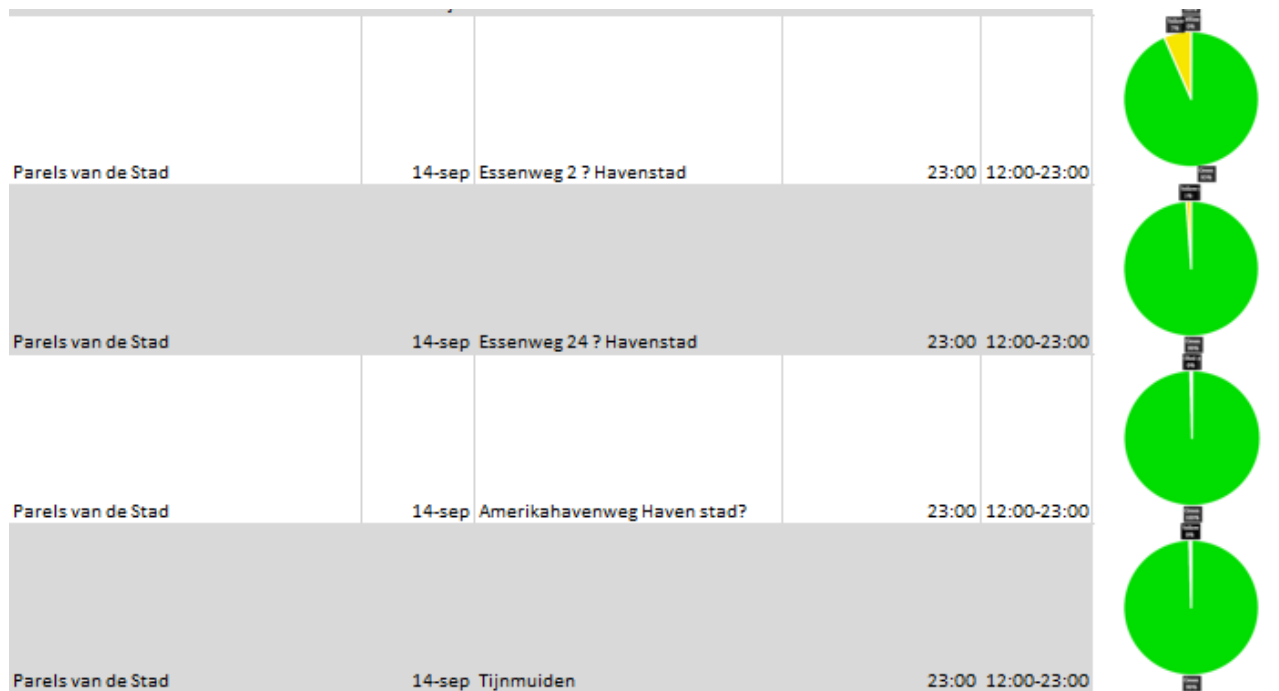 Parels van de Stad 14-sep Essenweg 2 ? Havenstad 23:00 12:00-23:00
Parels van de Stad 14-sep Essenweg 24 ? Havenstad 23:00 12:00-23:00
Parels van de Stad 14-sep Amerikahavenweg Haven stad? 23:00 12:00-23:00
Parels van de Stad 14-sep Tijnmuiden 23:00 12:00-23:00